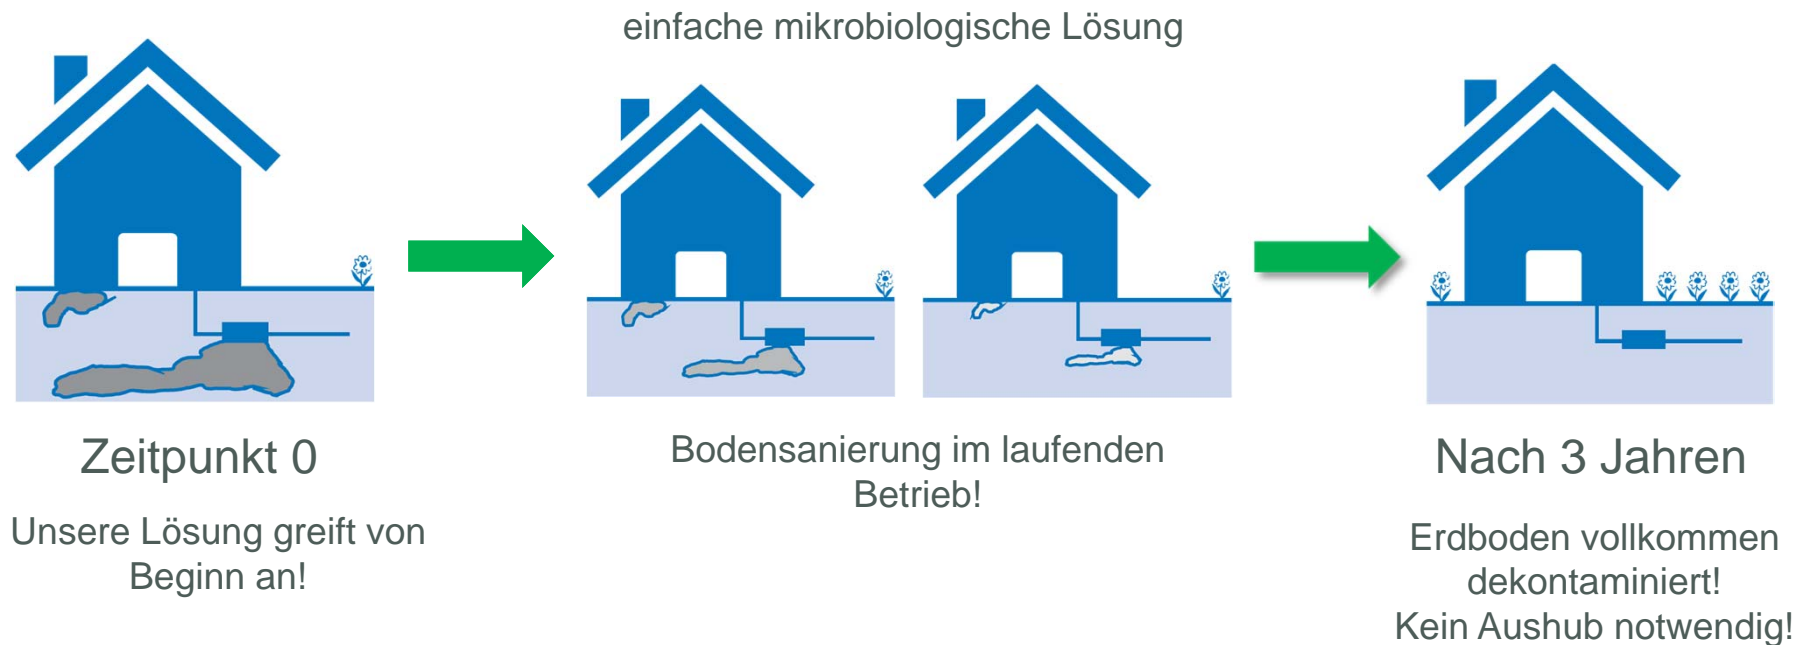 einfache mikrobiologische Lösung
Zeitpunkt 0
Unsere Lösung greift von
Beginn an!
Bodensanierung im laufenden
Betrieb!
Nach 3 Jahren
Erdboden vollkommen
dekontaminiert!
Kein Aushub notwendig!